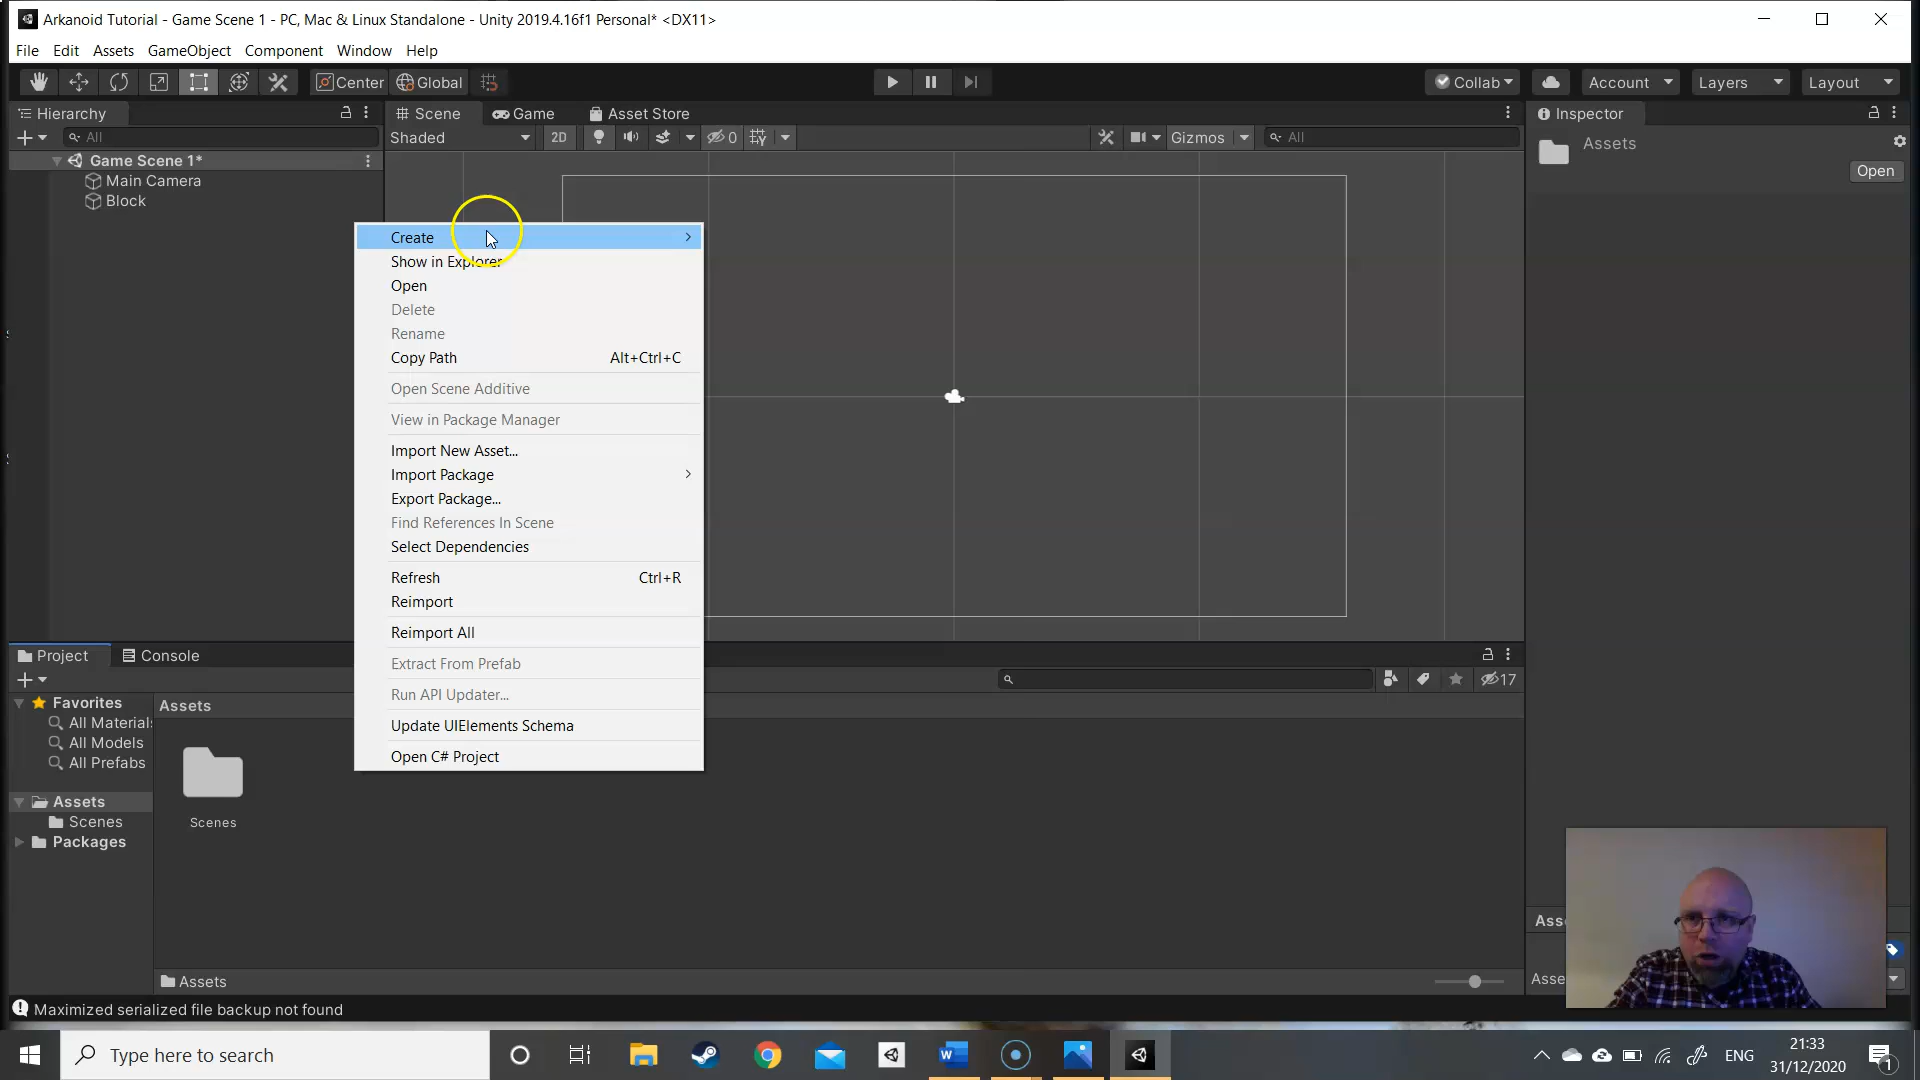 Arkanoid Tutorial - Game Scene 1 - PC, Mac & Linux Standalone - Unity 2019.4.16f1 Personal* <DX11>
File Edit Assets GameObject Component Window Help
Center Global Collab Account Layers Layout
Hierarchy Scene Game Asset Store Inspector
All Shaded 2D 0 Gizmos All Assets
Open
Game Scene 1*
Main Camera
Block
Create
Show in Explorer
Open
Delete
Rename
Copy Path Alt+Ctrl+C
Open Scene Additive
View in Package Manager
Import New Asset...
Import Package
Export Package...
Find References In Scene
Select Dependencies
Refresh Ctrl+R
Reimport
Reimport All
Extract From Prefab
Run API Updater...
Update UIElements Schema
Open C# Project
Project Console
17
Favorites
All Materials
All Models
All Prefabs
Assets
Scenes
Packages
Assets
Scenes
Assets
Maximized serialized file backup not found
Type here to search
ENG
21:33
31/12/2020
1